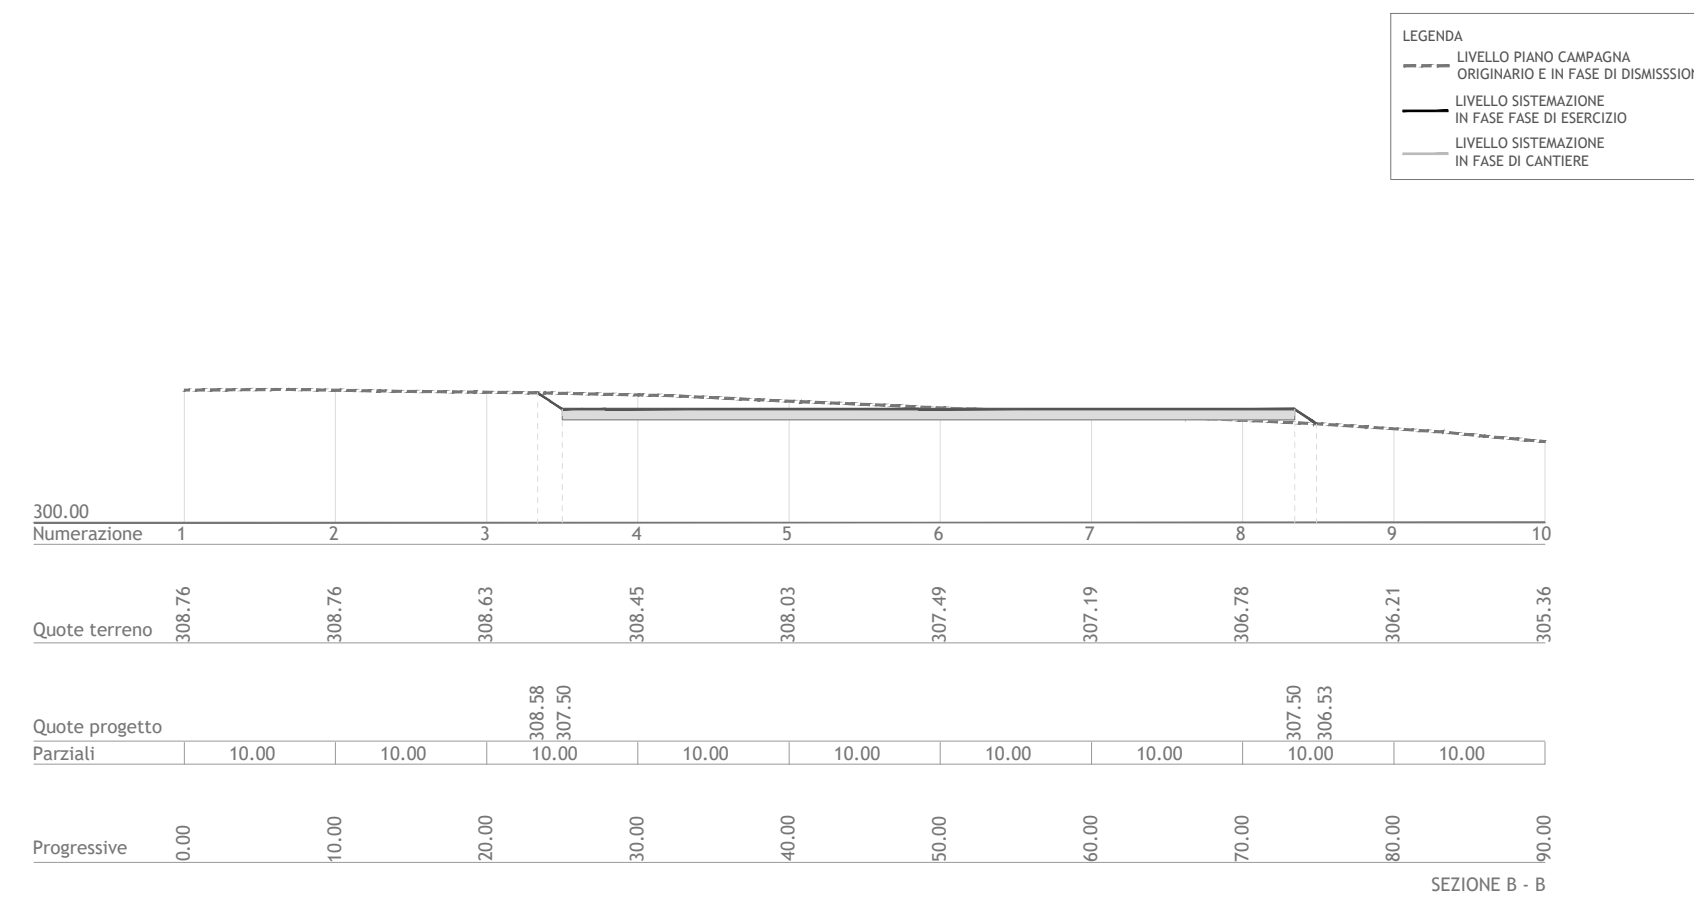 LEGENDA
LIVELLO PIANO CAMPAGNA
ORIGINARIO E IN FASE DI DISMISSSION
LIVELLO SISTEMAZIONE
IN FASE FASE DI ESERCIZIO
LIVELLO SISTEMAZIONE
IN FASE DI CANTIERE
300.00
Numerazione 1 2 3 4 5 6 7 8 9 10
Quote terreno 308.76 308.76 308.63 308.45 308.03 307.49 307.19 306.78 306.21 305.36
Quote progetto 308.58 307.50 307.50 306.53
Parziali 10.00 10.00 10.00 10.00 10.00 10.00 10.00 10.00 10.00
Progressive 0.00 10.00 20.00 30.00 40.00 50.00 60.00 70.00 80.00 90.00
SEZIONE B - B